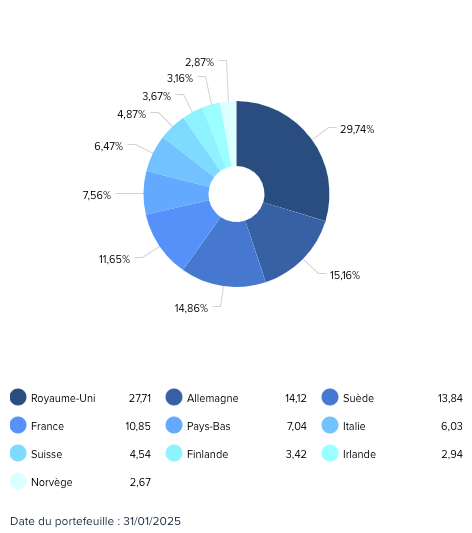 2,87%
3,16%
3,67%
4,87%
29,74%
6,47%
7,56%
11,65%
15,16%
14,86%
Royaume-Uni 27,71 Allemagne 14,12 Suède 13,84
France 10,85 Pays-Bas 7,04 Italie 6,03
Suisse 4,54 Finlande 3,42 Irlande 2,94
Norvège 2,67
Date du portefeuille : 31/01/2025